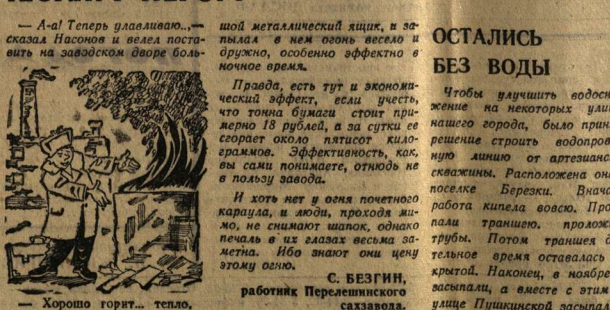 — А-а! Теперь улавливаю..,—
сказал Насонов и велел поста-
вить на заводском дворе боль-
— Хорошо горит... тепло,
шой металлический ящик, и за-
пылал в нем огонь весело и
дружно, особенно эффектно в
ночное время.
Правда, есть тут и экономи-
ческий эффект, если учесть,
что тонна бумаги стоит при-
мерно 18 рублей, а за сутки ее
сгорает около пятисот кило-
граммов. Эффективность, как,
вы сами понимаете, отнюдь не
в пользу завода.
И хоть нет у огня почетного
караула, и люди, проходя ми-
мо, не снимают шапок, однако
печаль в их глазах весьма за-
метна. Ибо знают они цену
этому огню.
С. БЕЗГИН,
работник Перелешинского
сахзавода.
ОСТАЛИСЬ
БЕЗ ВОДЫ
Чтобы улучшить водосн
жение на некоторых ули
нашего города, было прин
решение строить водопров
ную линию от артезианс
скважины. Расположена он
поселке Березки. Внача
работа кипела вовсю. Про
пали траншею, пролож
трубы. Потом траншея д
тельное время оставалась
крытой. Наконец, в ноябре
засыпали, а вместе с этим
улице Пушкинской засыпал